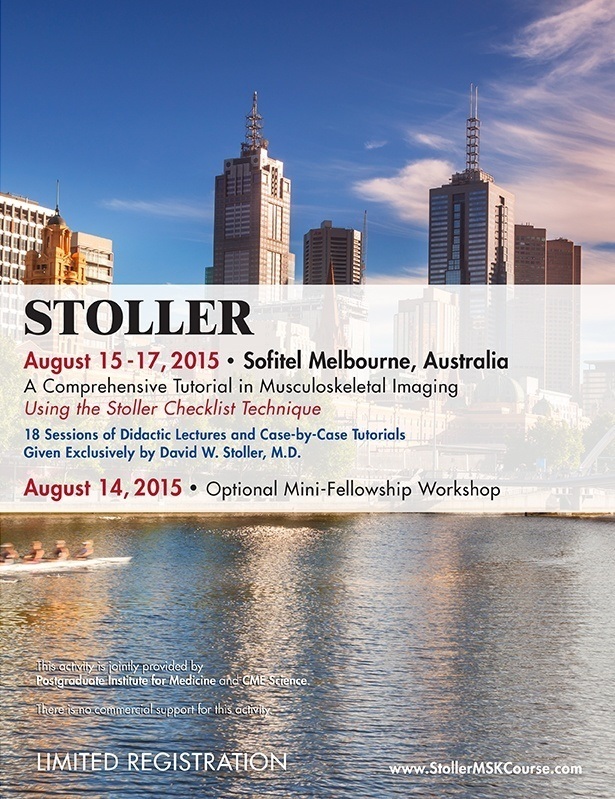 STOLLER
August 15-17, 2015 • Sofitel Melbourne, Australia
A Comprehensive Tutorial in Musculoskeletal Imaging
Using the Stoller Checklist Technique
18 Sessions of Didactic Lectures and Case-by-Case Tutorials
Given Exclusively by David W. Stoller, M.D.
August 14, 2015 • Optional Mini-Fellowship Workshop
This activity is jointly provided by
Postgraduate Institute for Medicine and CME Science.
There is no commercial support for this activity.
LIMITED REGISTRATION
www.StollerMSKCourse.com